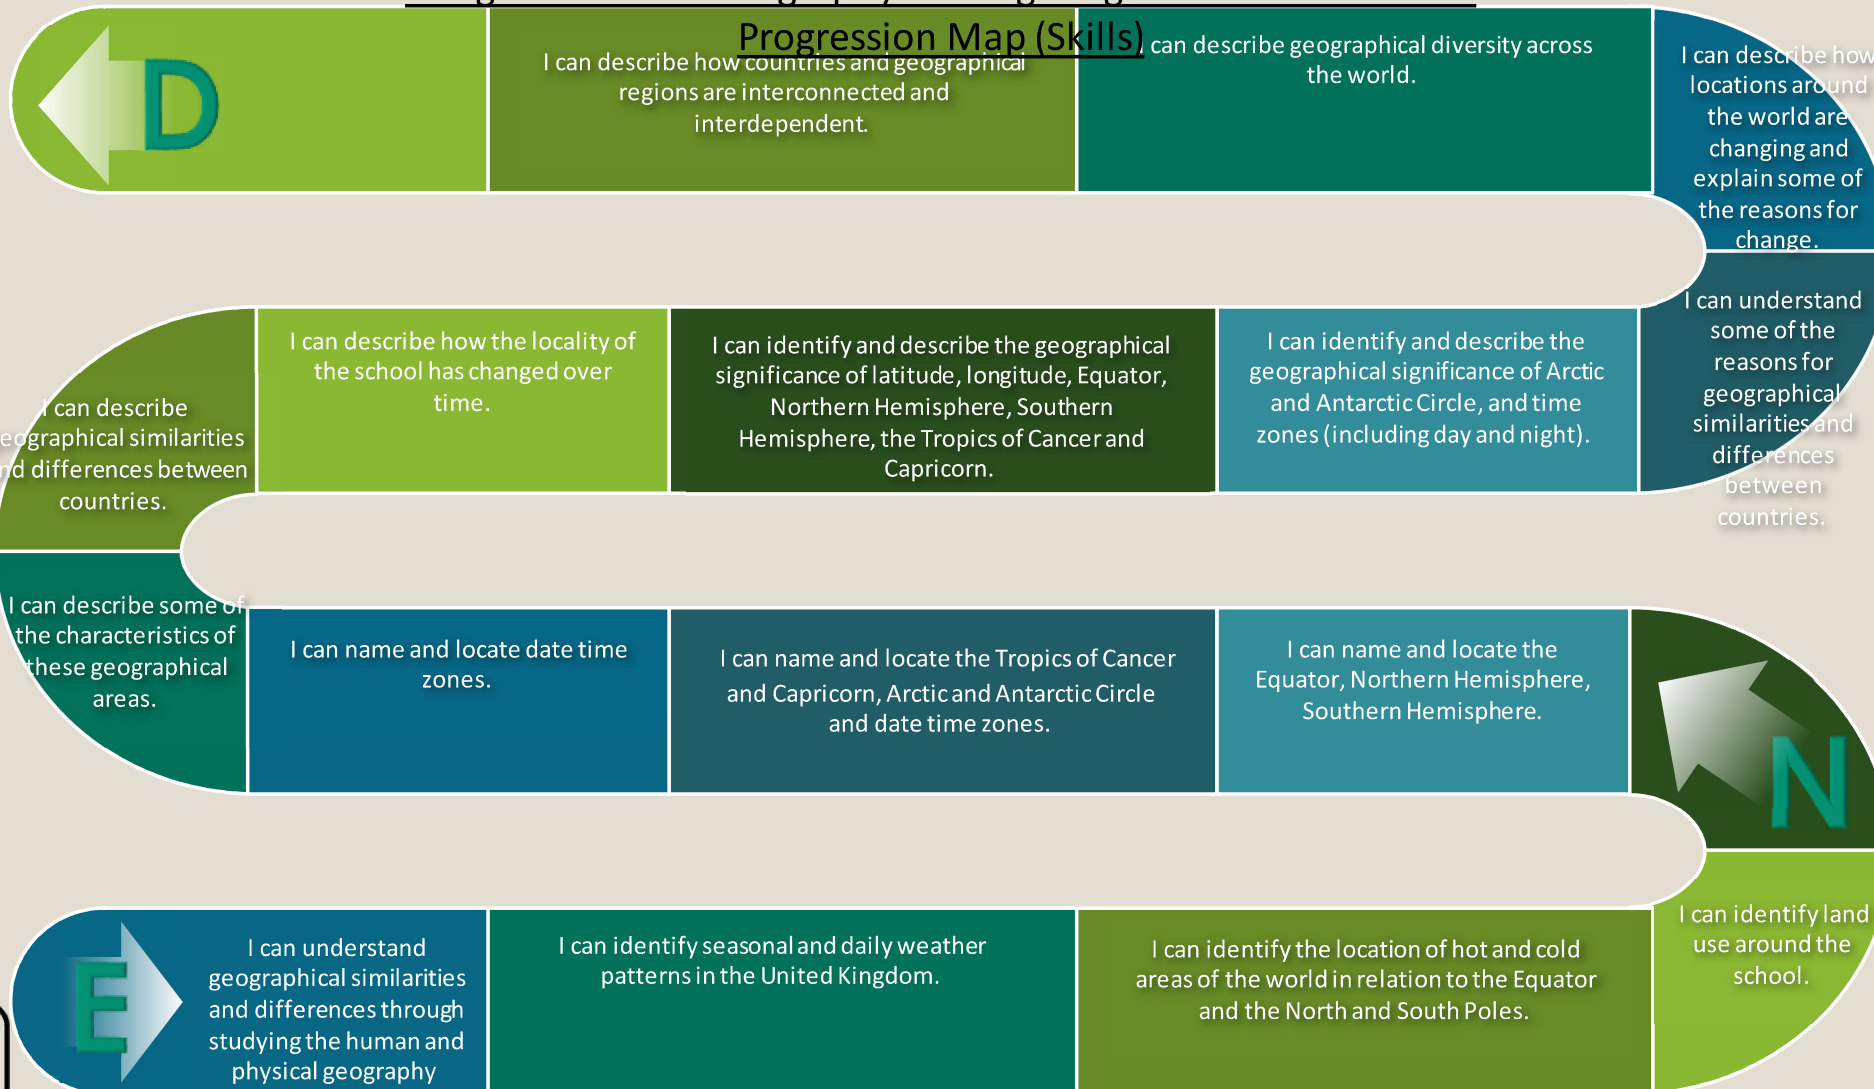 Progression Map (Skills)
D
I can describe how countries and geographical
regions are interconnected and
interdependent.
can describe geographical diversity across
the world.
I can describe how
locations around
the world are
changing and
explain some of
the reasons for
change.
I can describe
geographical similarities
and differences between
countries.
I can describe how the locality of
the school has changed over
time.
I can identify and describe the geographical
significance of latitude, longitude, Equator,
Northern Hemisphere, Southern
Hemisphere, the Tropics of Cancer and
Capricorn.
I can identify and describe the
geographical significance of Arctic
and Antarctic Circle, and time
zones (including day and night).
I can understand
some of the
reasons for
geographical
similarities and
differences
between
countries.
I can describe some of
the characteristics of
these geographical
areas.
I can name and locate date time
zones.
I can name and locate the Tropics of Cancer
and Capricorn, Arctic and Antarctic Circle
and date time zones.
I can name and locate the
Equator, Northern Hemisphere,
Southern Hemisphere.
N
E
I can understand
geographical similarities
and differences through
studying the human and
physical geography
I can identify seasonal and daily weather
patterns in the United Kingdom.
I can identify the location of hot and cold
areas of the world in relation to the Equator
and the North and South Poles.
I can identify land
use around the
school.